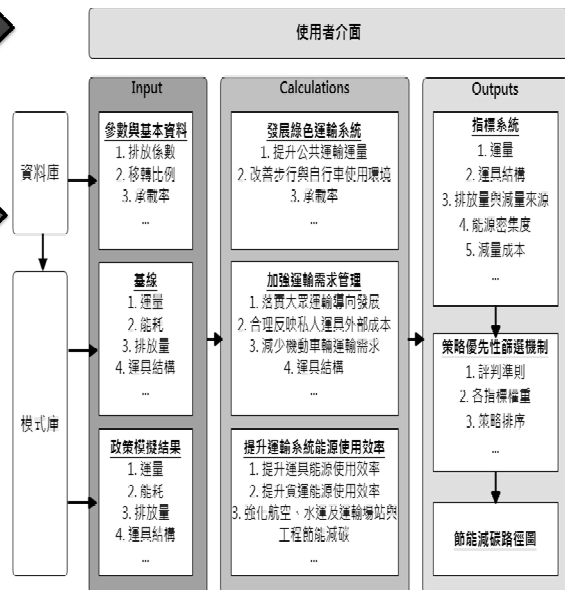 使用者介面
資料庫
模式庫
Input
參數與基本資料
1. 排放係數
2. 移轉比例
3. 承載率
...
基線
1. 運量
2. 能耗
3. 排放量
4. 運具結構
...
政策模擬結果
1. 運量
2. 能耗
3. 排放量
4. 運具結構
...
Calculations
發展綠色運輸系統
1. 提升公共運輸運量
2. 改善步行與自行車使用環境
3. 承載率
...
加強運輸需求管理
1. 落實大眾運輸導向發展
2. 合理反映私人運具外部成本
3. 減少機動車輛運輸需求
4. 運具結構
...
提升運輸系統能源使用效率
1. 提升運具能源使用效率
2. 提升貨運能源使用效率
3. 強化航空、水運及運輸場站與
工程節能減碳
...
Outputs
指標系統
1. 運量
2. 運具結構
3. 排放量與減量來源
4. 能源密集度
5. 減量成本
...
策略優先性篩選機制
1. 評判準則
2. 各指標權重
3. 策略排序
...
節能減碳路徑圖